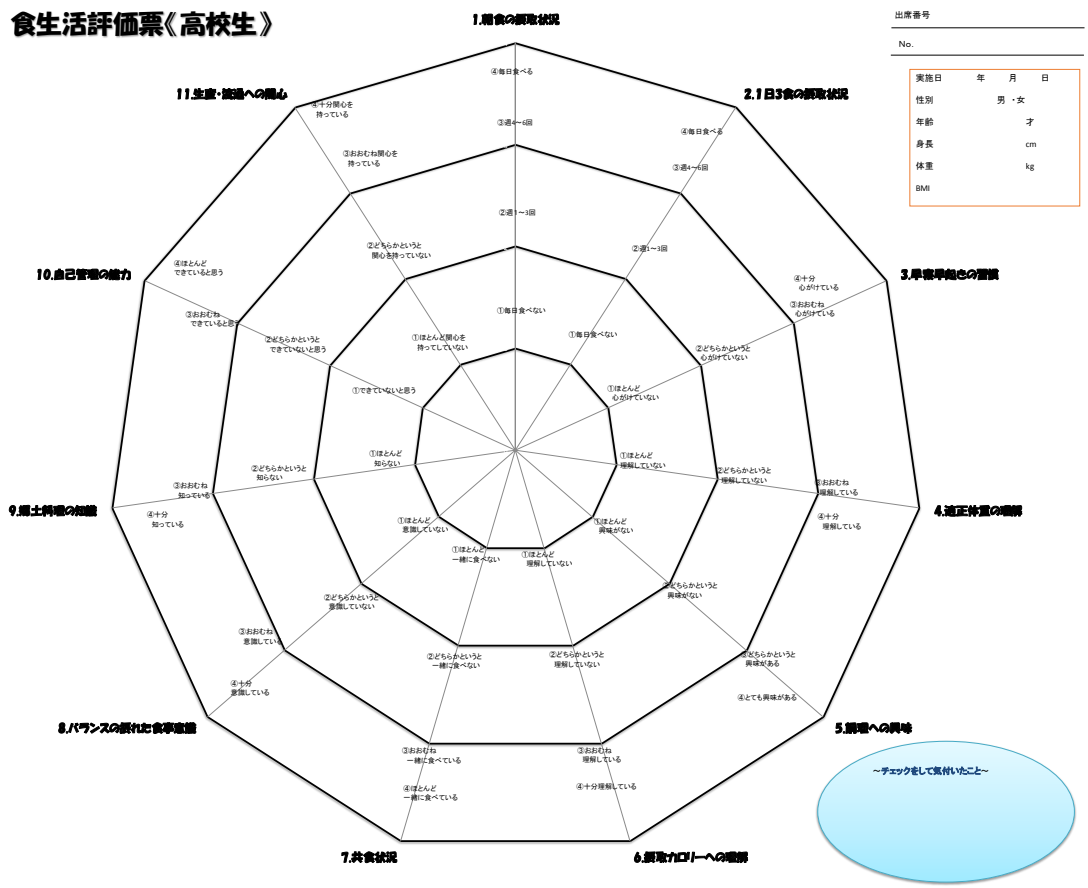 食生活評価票《高校生》
出席番号
No.
実施日　年　月　日
性別　男・女
年齢　才
身長　cm
体重　kg
BMI
1.朝食の摂取状況
④毎日食べる
③週4～6回
②週1～3回
①毎日食べない
2.1日3食の摂取状況
④毎日食べる
③週4～6回
②週1～3回
①毎日食べない
3.早寝早起きの習慣
④十分
心がけている
③おおむね
心がけている
②どちらかというと
心がけていない
①ほとんど
心がけていない
4.適正体重の理解
①ほとんど
理解していない
②どちらかというと
理解していない
③おおむね
理解している
④十分
理解している
5.調理への興味
①ほとんど
興味がない
②どちらかというと
興味がない
③どちらかというと
興味がある
④とても興味がある
6.摂取カロリーへの理解
①ほとんど
理解していない
②どちらかというと
理解していない
③おおむね
理解している
④十分理解している
7.共食状況
①ほとんど
一緒に食べない
②どちらかというと
一緒に食べない
③おおむね
一緒に食べている
④ほとんど
一緒に食べている
8.バランスの摂れた食事意識
①ほとんど
意識していない
②どちらかというと
意識していない
③おおむね
意識している
④十分
意識している
9.郷土料理の知識
①ほとんど
知らない
②どちらかというと
知らない
③おおむね
知っている
④十分
知っている
10.自己管理の能力
④ほとんど
できていると思う
③おおむね
できていると思う
②どちらかというと
できていないと思う
①できていないと思う
11.生産・流通への関心
④十分関心を
持っている
③おおむね関心を
持っている
②どちらかというと
関心を持っていない
①ほとんど関心を
持ってしていない
～チェックをして気付いたこと～